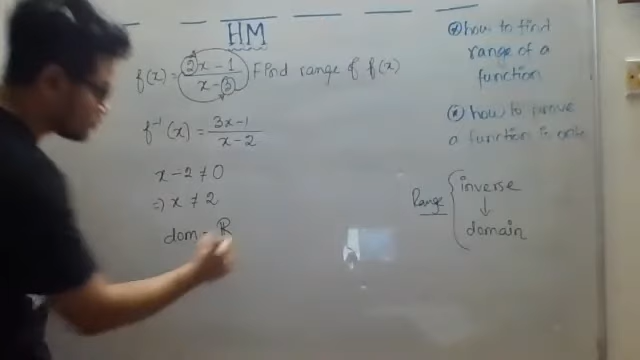 HM
f(x) = 2x - 1 / x - 3 Find range of f(x)
f⁻¹(x) = 3x - 1 / x - 2
x - 2 ≠ 0
⇒ x ≠ 2
dom = R
how to find
range of a
function
how to prove
a function is
Range { inverse
↓
domain